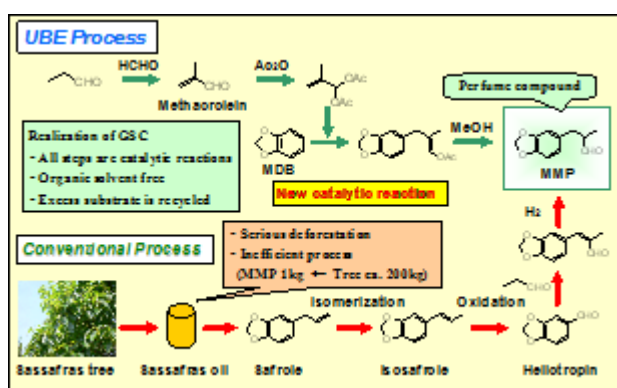 UBE Process
HCHO
Ac₂O
CHO
CHO
OAc
OAc
Methaorolein
Perfume compound
Realization of GSC
- All steps are catalytic reactions
- Organic solvent free
- Excess substrate is recycled
MDB
OAc
MeOH
CHO
MMP
New catalytic reaction
H₂
Conventional Process
- Serious deforestation
- Inefficient process
(MMP 1kg ← Tree ca. 200kg)
CHO
CHO
Isomerization
Oxidation
CHO
Sassafras tree
Sassafras oil
Safrole
Isosafrole
Heliotropin